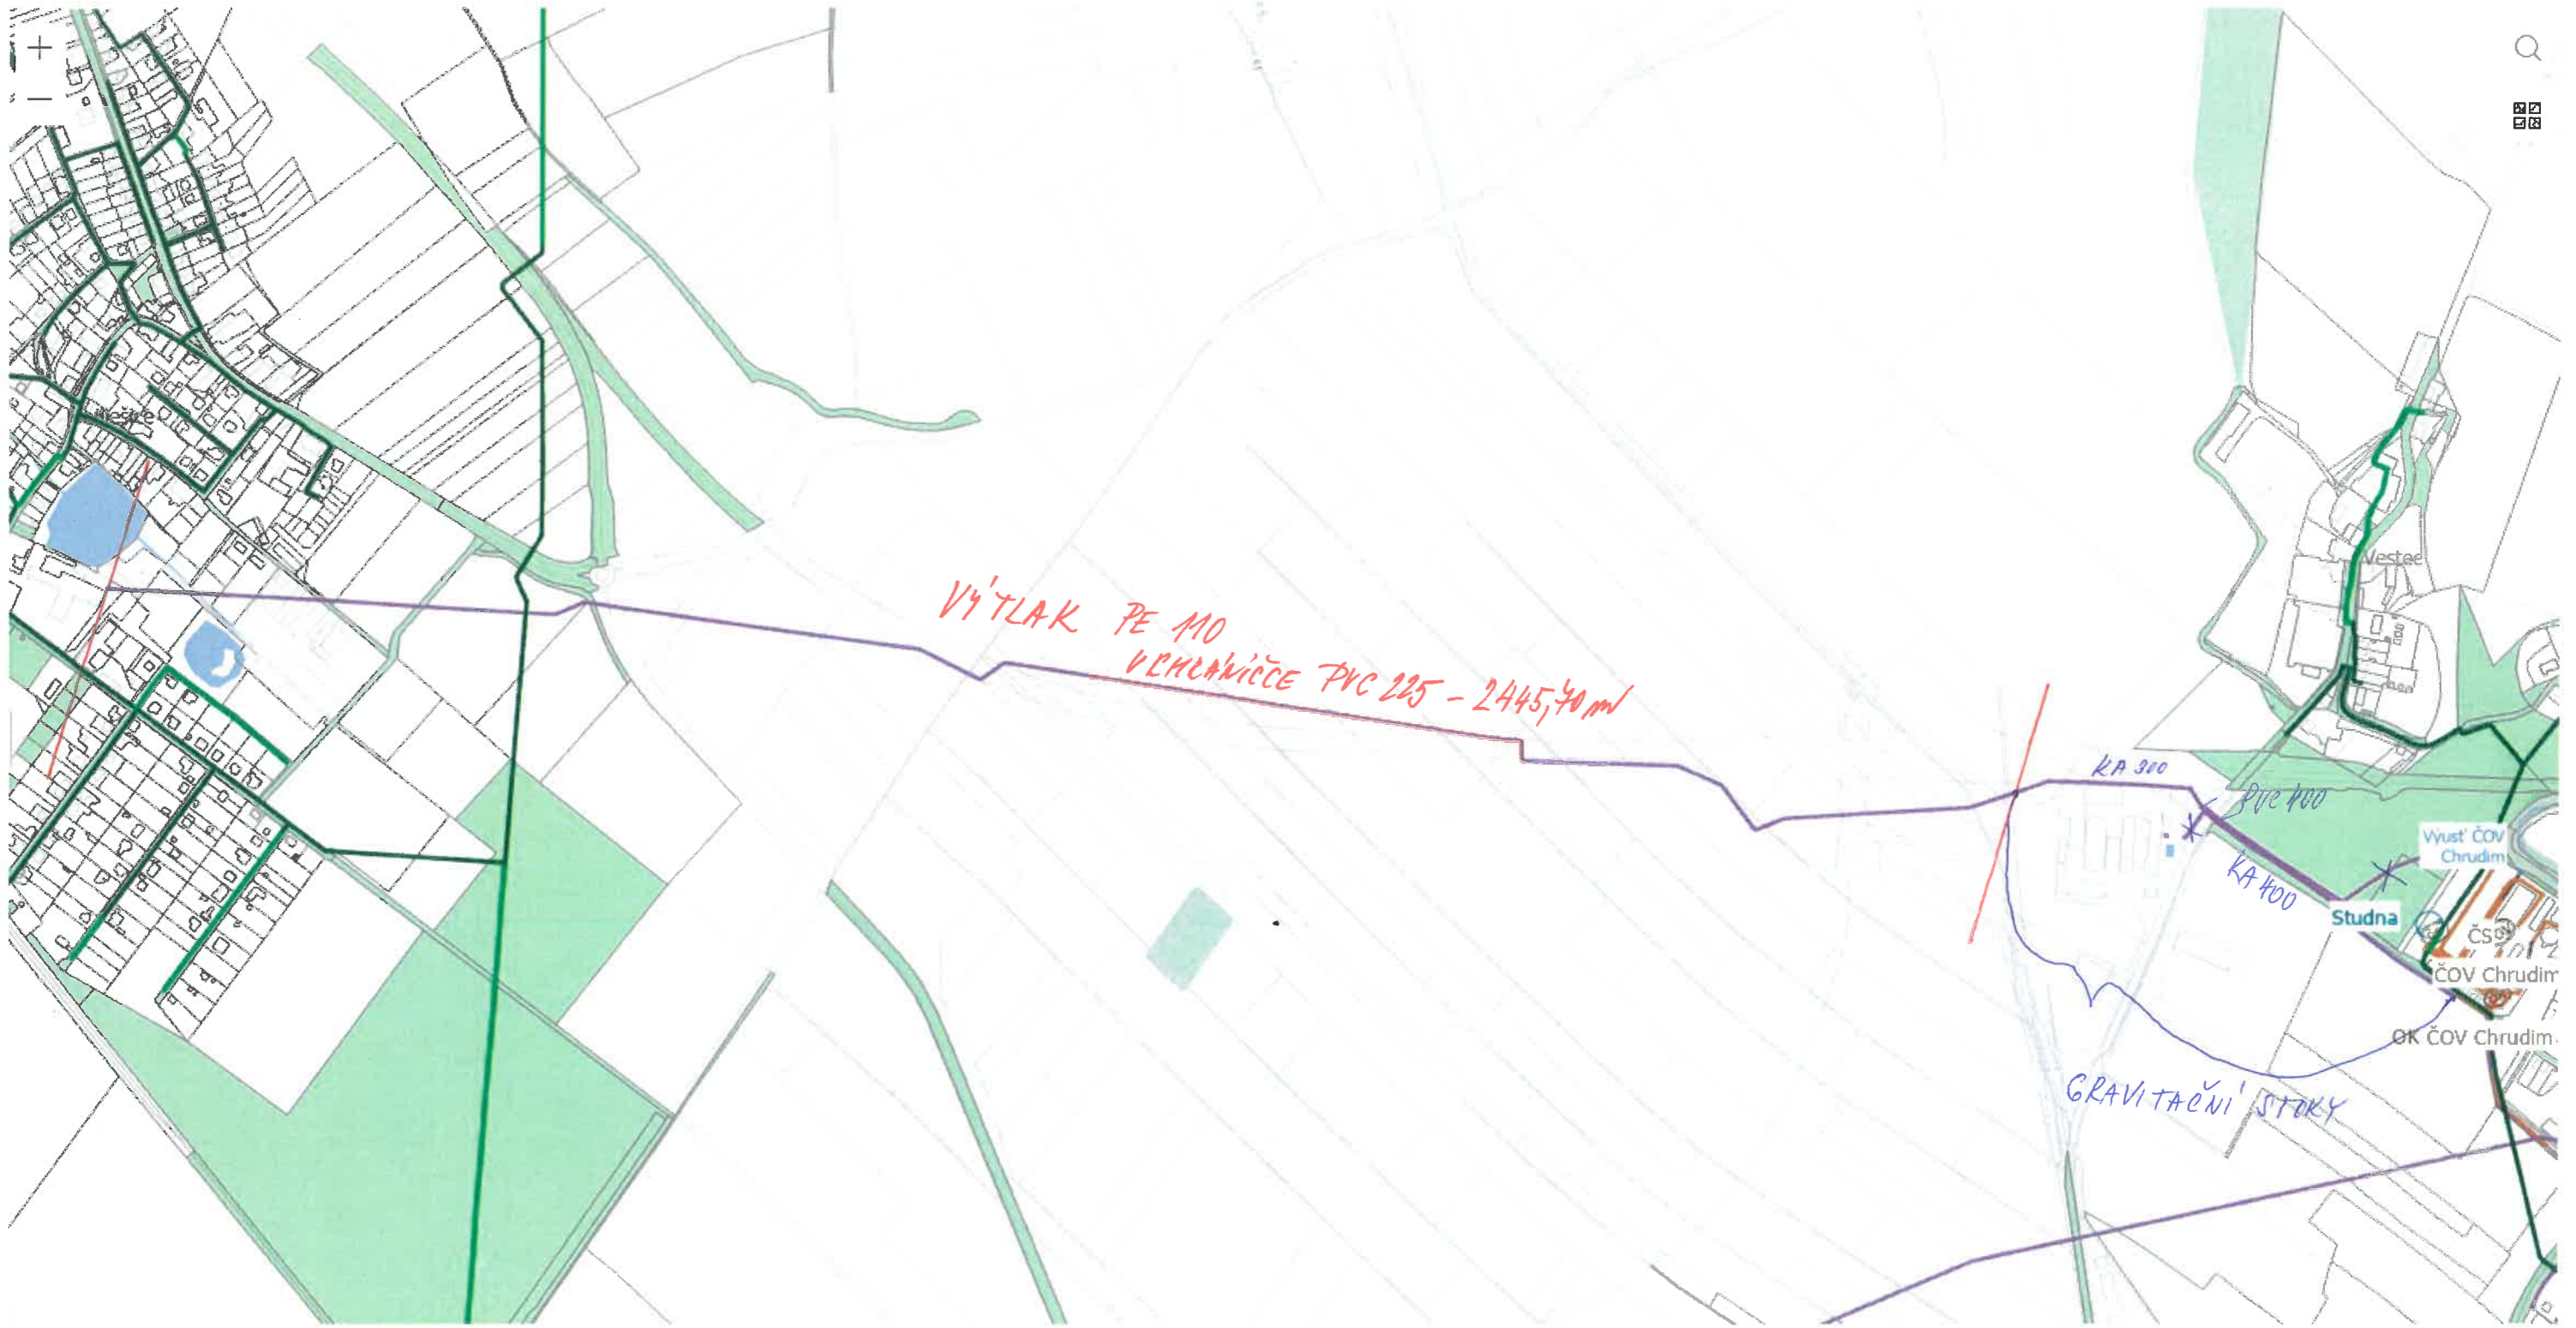 VÝTLAK PE 110
V CHRÁNIČCE PVC 225 - 2445,70 m
Vestec
KA 300
PVC 400
KA 400
Výusť ČOV
Chrudim
Studna
ČS
ČOV Chrudim
OK ČOV Chrudim
GRAVITAČNÍ STOKY